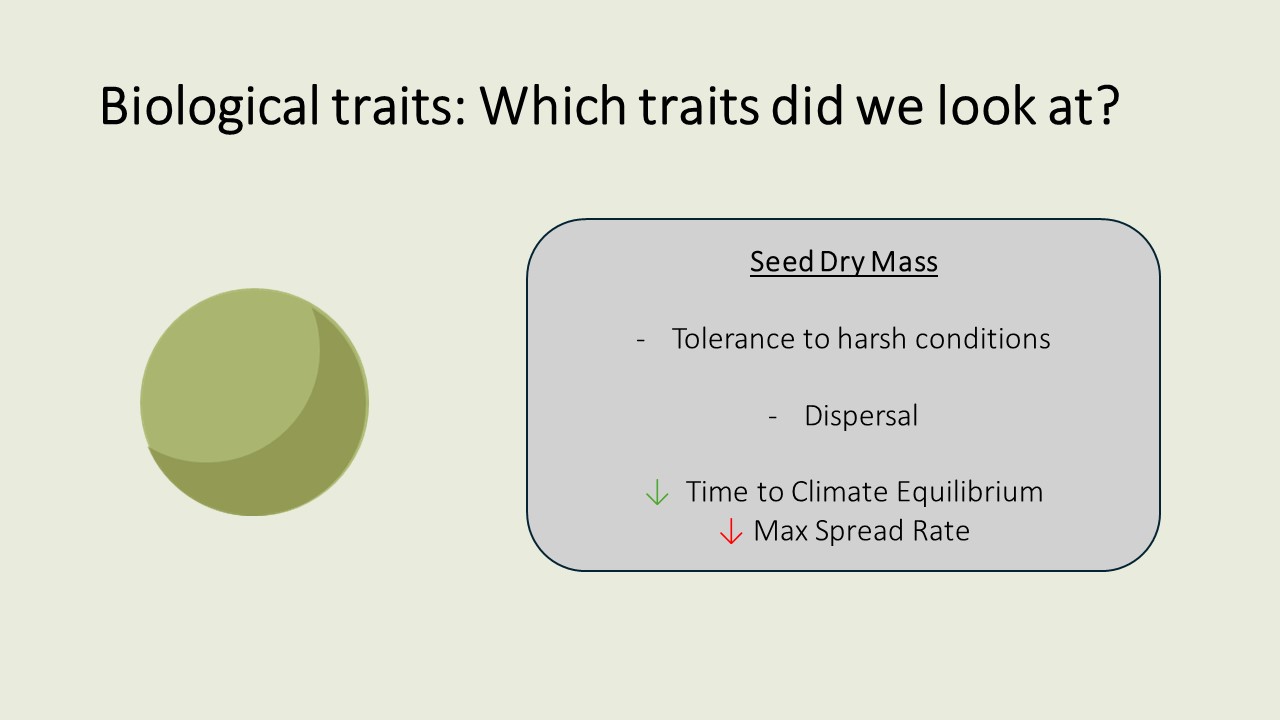 Biological traits: Which traits did we look at?
Seed Dry Mass
- Tolerance to harsh conditions
- Dispersal
↓ Time to Climate Equilibrium
↓ Max Spread Rate